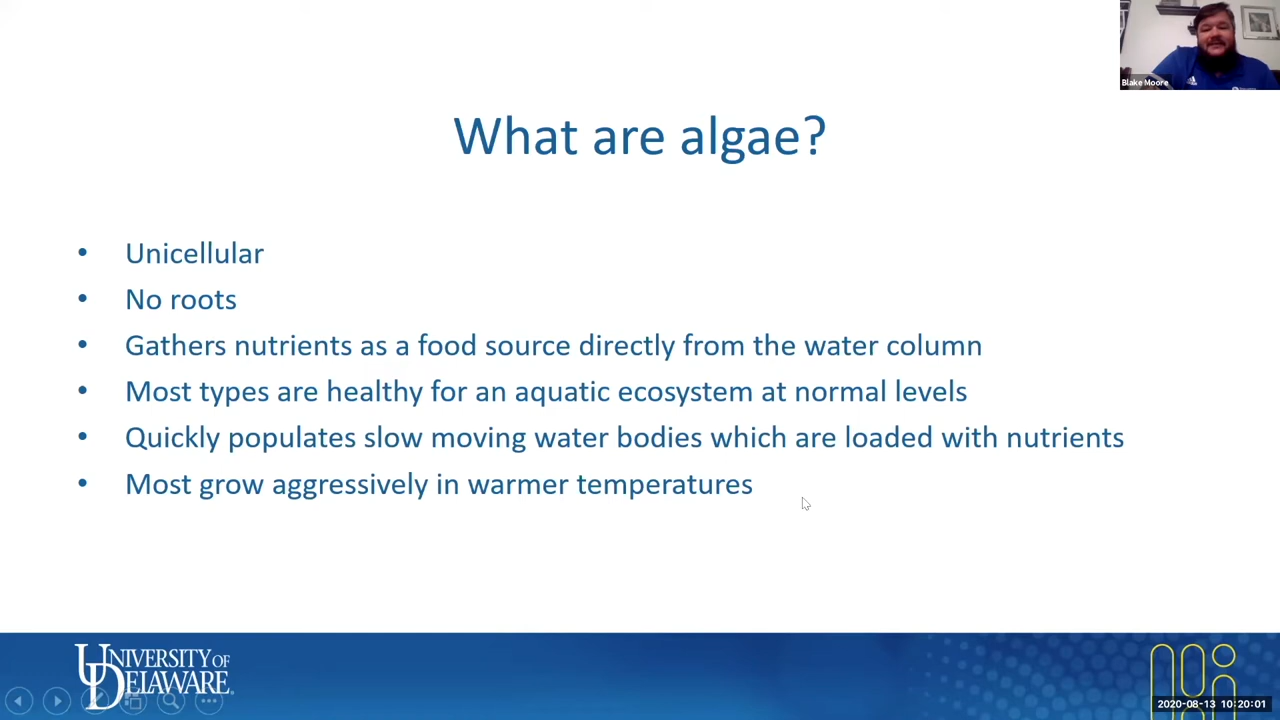 Blake Moore
What are algae?
• Unicellular
• No roots
• Gathers nutrients as a food source directly from the water column
• Most types are healthy for an aquatic ecosystem at normal levels
• Quickly populates slow moving water bodies which are loaded with nutrients
• Most grow aggressively in warmer temperatures
UNIVERSITY OF
DELAWARE
2020-08-13 10:20:01